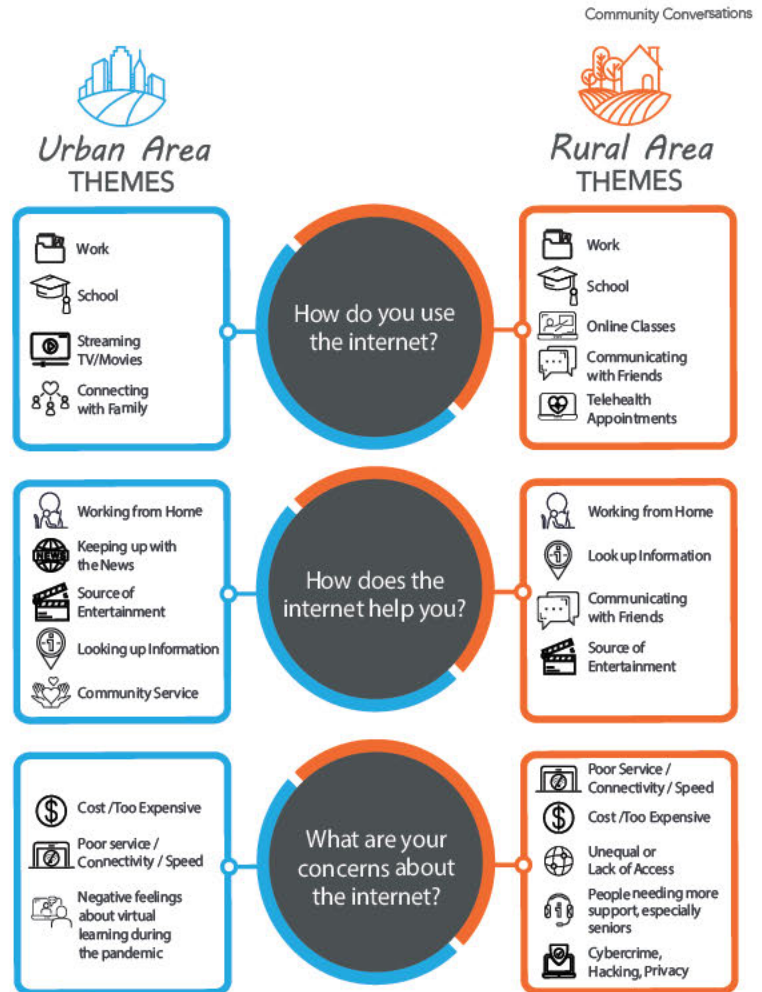 Community Conversations
Urban Area
THEMES
Rural Area
THEMES
Work
School
Streaming
TV/Movies
Connecting
with Family
How do you use
the internet?
Work
School
Online Classes
Communicating
with Friends
Telehealth
Appointments
Working from Home
Keeping up with
the News
NEWS
Source of
Entertainment
Looking up Information
Community Service
How does the
internet help you?
Working from Home
Look up Information
Communicating
with Friends
Source of
Entertainment
Cost /Too Expensive
Poor service /
Connectivity / Speed
Negative feelings
about virtual
learning during
the pandemic
What are your
concerns about
the internet?
Poor Service /
Connectivity / Speed
Cost /Too Expensive
Unequal or
Lack of Access
People needing more
support, especially
seniors
Cybercrime,
Hacking, Privacy